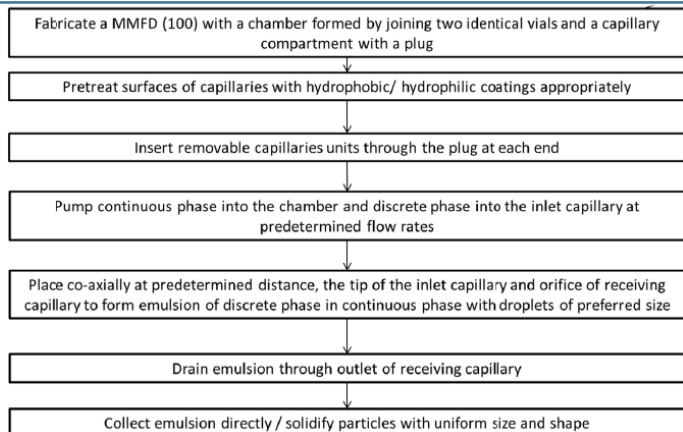 Fabricate a MMFD (100) with a chamber formed by joining two identical vials and a capillary
compartment with a plug
Pretreat surfaces of capillaries with hydrophobic/ hydrophilic coatings appropriately
Insert removable capillaries units through the plug at each end
Pump continuous phase into the chamber and discrete phase into the inlet capillary at
predetermined flow rates
Place co-axially at predetermined distance, the tip of the inlet capillary and orifice of receiving
capillary to form emulsion of discrete phase in continuous phase with droplets of preferred size
Drain emulsion through outlet of receiving capillary
Collect emulsion directly / solidify particles with uniform size and shape